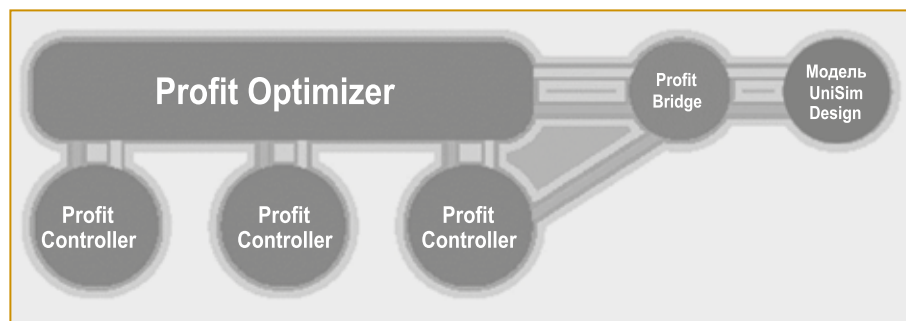 Profit Optimizer
Profit
Bridge
Модель
UniSim
Design
Profit
Controller
Profit
Controller
Profit
Controller